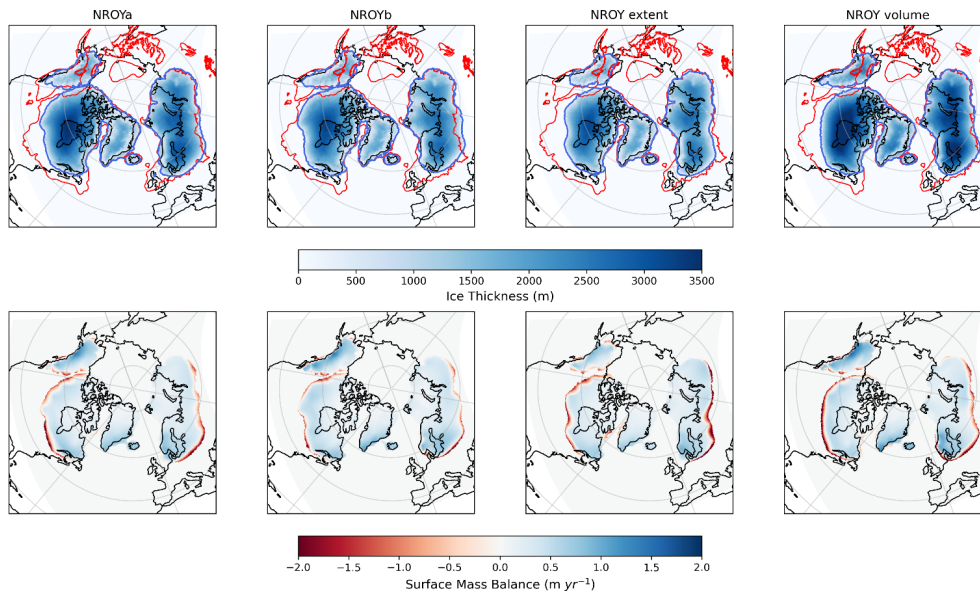 NROYa NROYb NROY extent NROY volume
0 500 1000 1500 2000 2500 3000 3500
Ice Thickness (m)
−2.0 −1.5 −1.0 −0.5 0.0 0.5 1.0 1.5 2.0
Surface Mass Balance (m yr⁻¹)